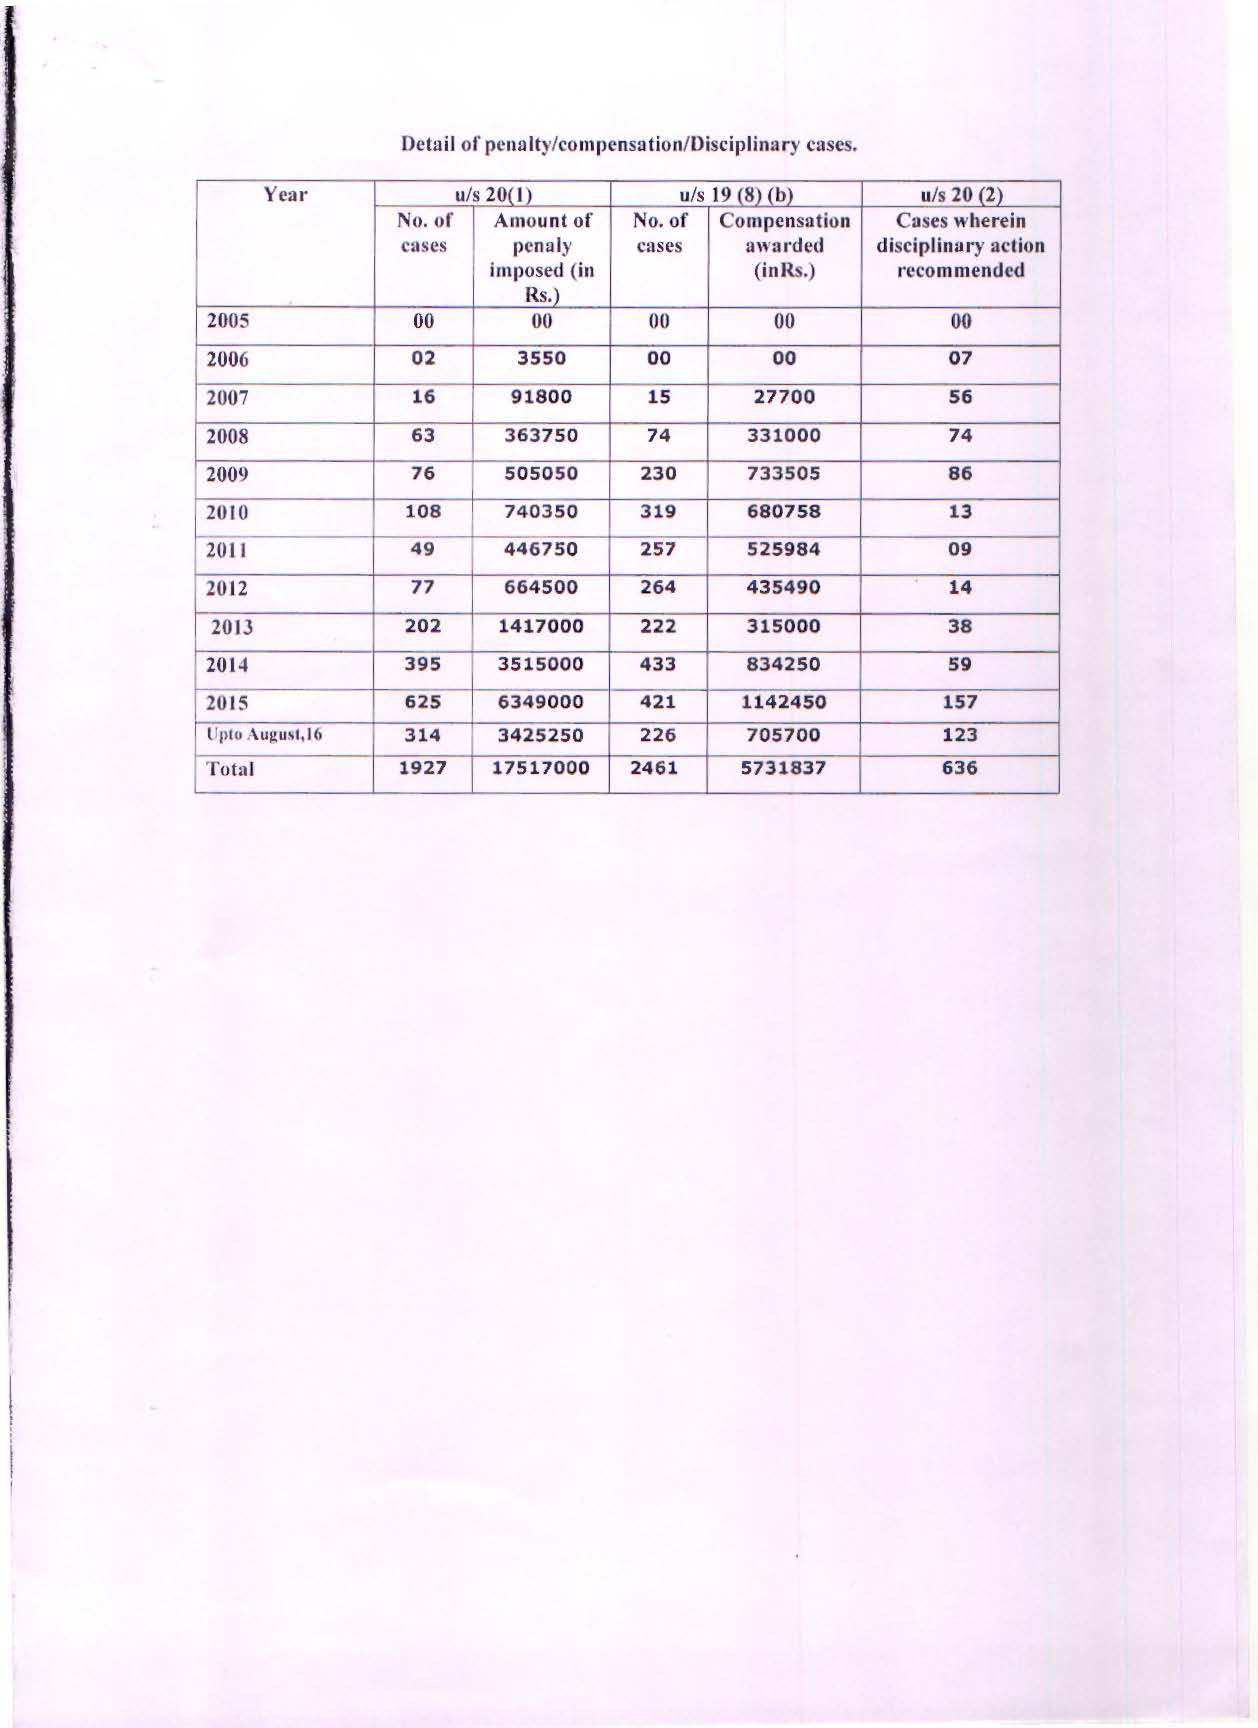 Detail of penalty/compensation/Disciplinary cases.
Year u/s 20(1) u/s 19 (8) (b) u/s 20 (2)
No. of Amount of No. of Compensation Cases wherein
cases penaly cases awarded disciplinary action
imposed (in (inRs.) recommended
Rs.)
2005 00 00 00 00 00
2006 02 3550 00 00 07
2007 16 91800 15 27700 56
2008 63 363750 74 331000 74
2009 76 505050 230 733505 86
2010 108 740350 319 680758 13
2011 49 446750 257 525984 09
2012 77 664500 264 435490 14
2013 202 1417000 222 315000 38
2014 395 3515000 433 834250 59
2015 625 6349000 421 1142450 157
Upto August,16 314 3425250 226 705700 123
Total 1927 17517000 2461 5731837 636